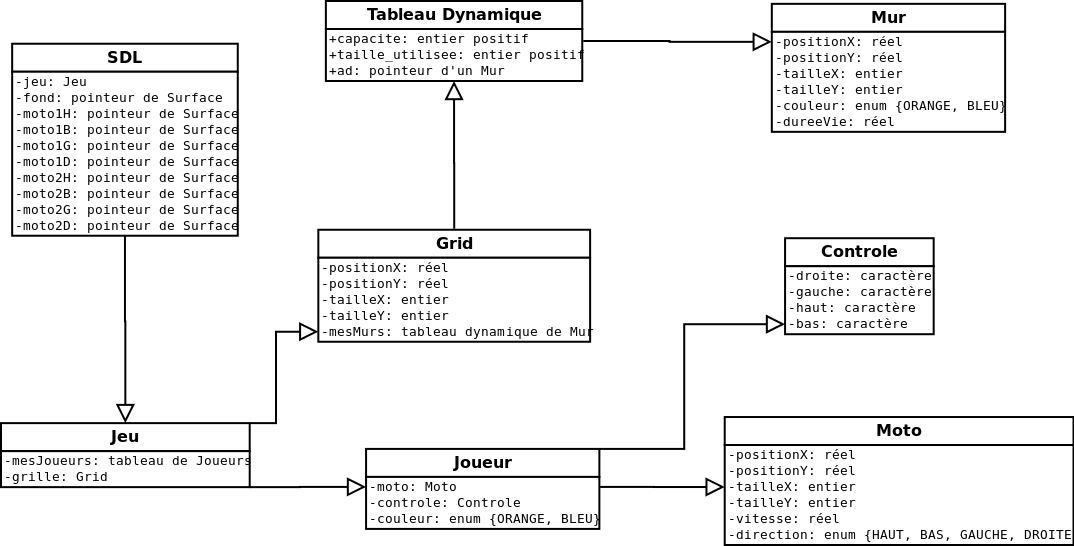 Tableau Dynamique
+capacite: entier positif
+taille_utilisee: entier positif
+ad: pointeur d'un Mur
Mur
-positionX: réel
-positionY: réel
-tailleX: entier
-tailleY: entier
-couleur: enum {ORANGE, BLEU}
-dureeVie: réel
SDL
-jeu: Jeu
-fond: pointeur de Surface
-moto1H: pointeur de Surface
-moto1B: pointeur de Surface
-moto1G: pointeur de Surface
-moto1D: pointeur de Surface
-moto2H: pointeur de Surface
-moto2B: pointeur de Surface
-moto2G: pointeur de Surface
-moto2D: pointeur de Surface
Grid
-positionX: réel
-positionY: réel
-tailleX: entier
-tailleY: entier
-mesMurs: tableau dynamique de Mur
Controle
-droite: caractère
-gauche: caractère
-haut: caractère
-bas: caractère
Jeu
-mesJoueurs: tableau de Joueurs
-grille: Grid
Joueur
-moto: Moto
-controle: Controle
-couleur: enum {ORANGE, BLEU}
Moto
-positionX: réel
-positionY: réel
-tailleX: entier
-tailleY: entier
-vitesse: réel
-direction: enum {HAUT, BAS, GAUCHE, DROITE